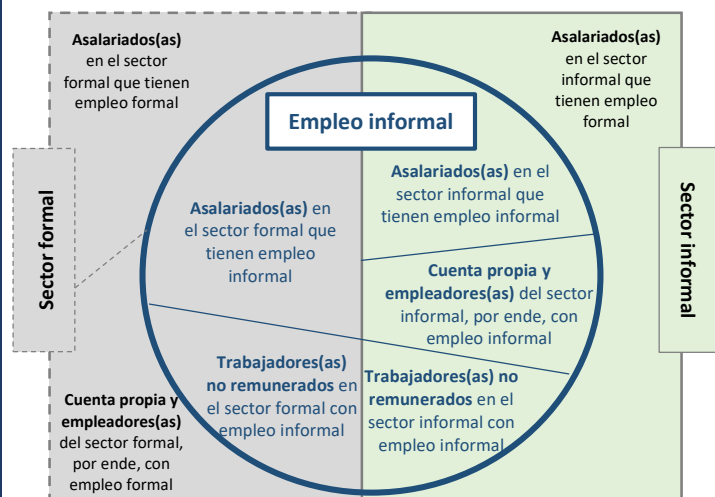 Asalariados(as)
en el sector
formal que tienen
empleo formal
Asalariados(as)
en el sector
informal que
tienen empleo
formal
Empleo informal
Sector formal
Asalariados(as) en
el sector formal que
tienen empleo
informal
Asalariados(as) en el
sector informal que
tienen empleo informal
Sector informal
Cuenta propia y
empleadores(as) del sector
informal, por ende, con
empleo informal
Trabajadores(as)
no remunerados en
el sector formal con
empleo informal
Trabajadores(as) no
remunerados en el
sector informal con
empleo informal
Cuenta propia y
empleadores(as)
del sector formal,
por ende, con
empleo formal